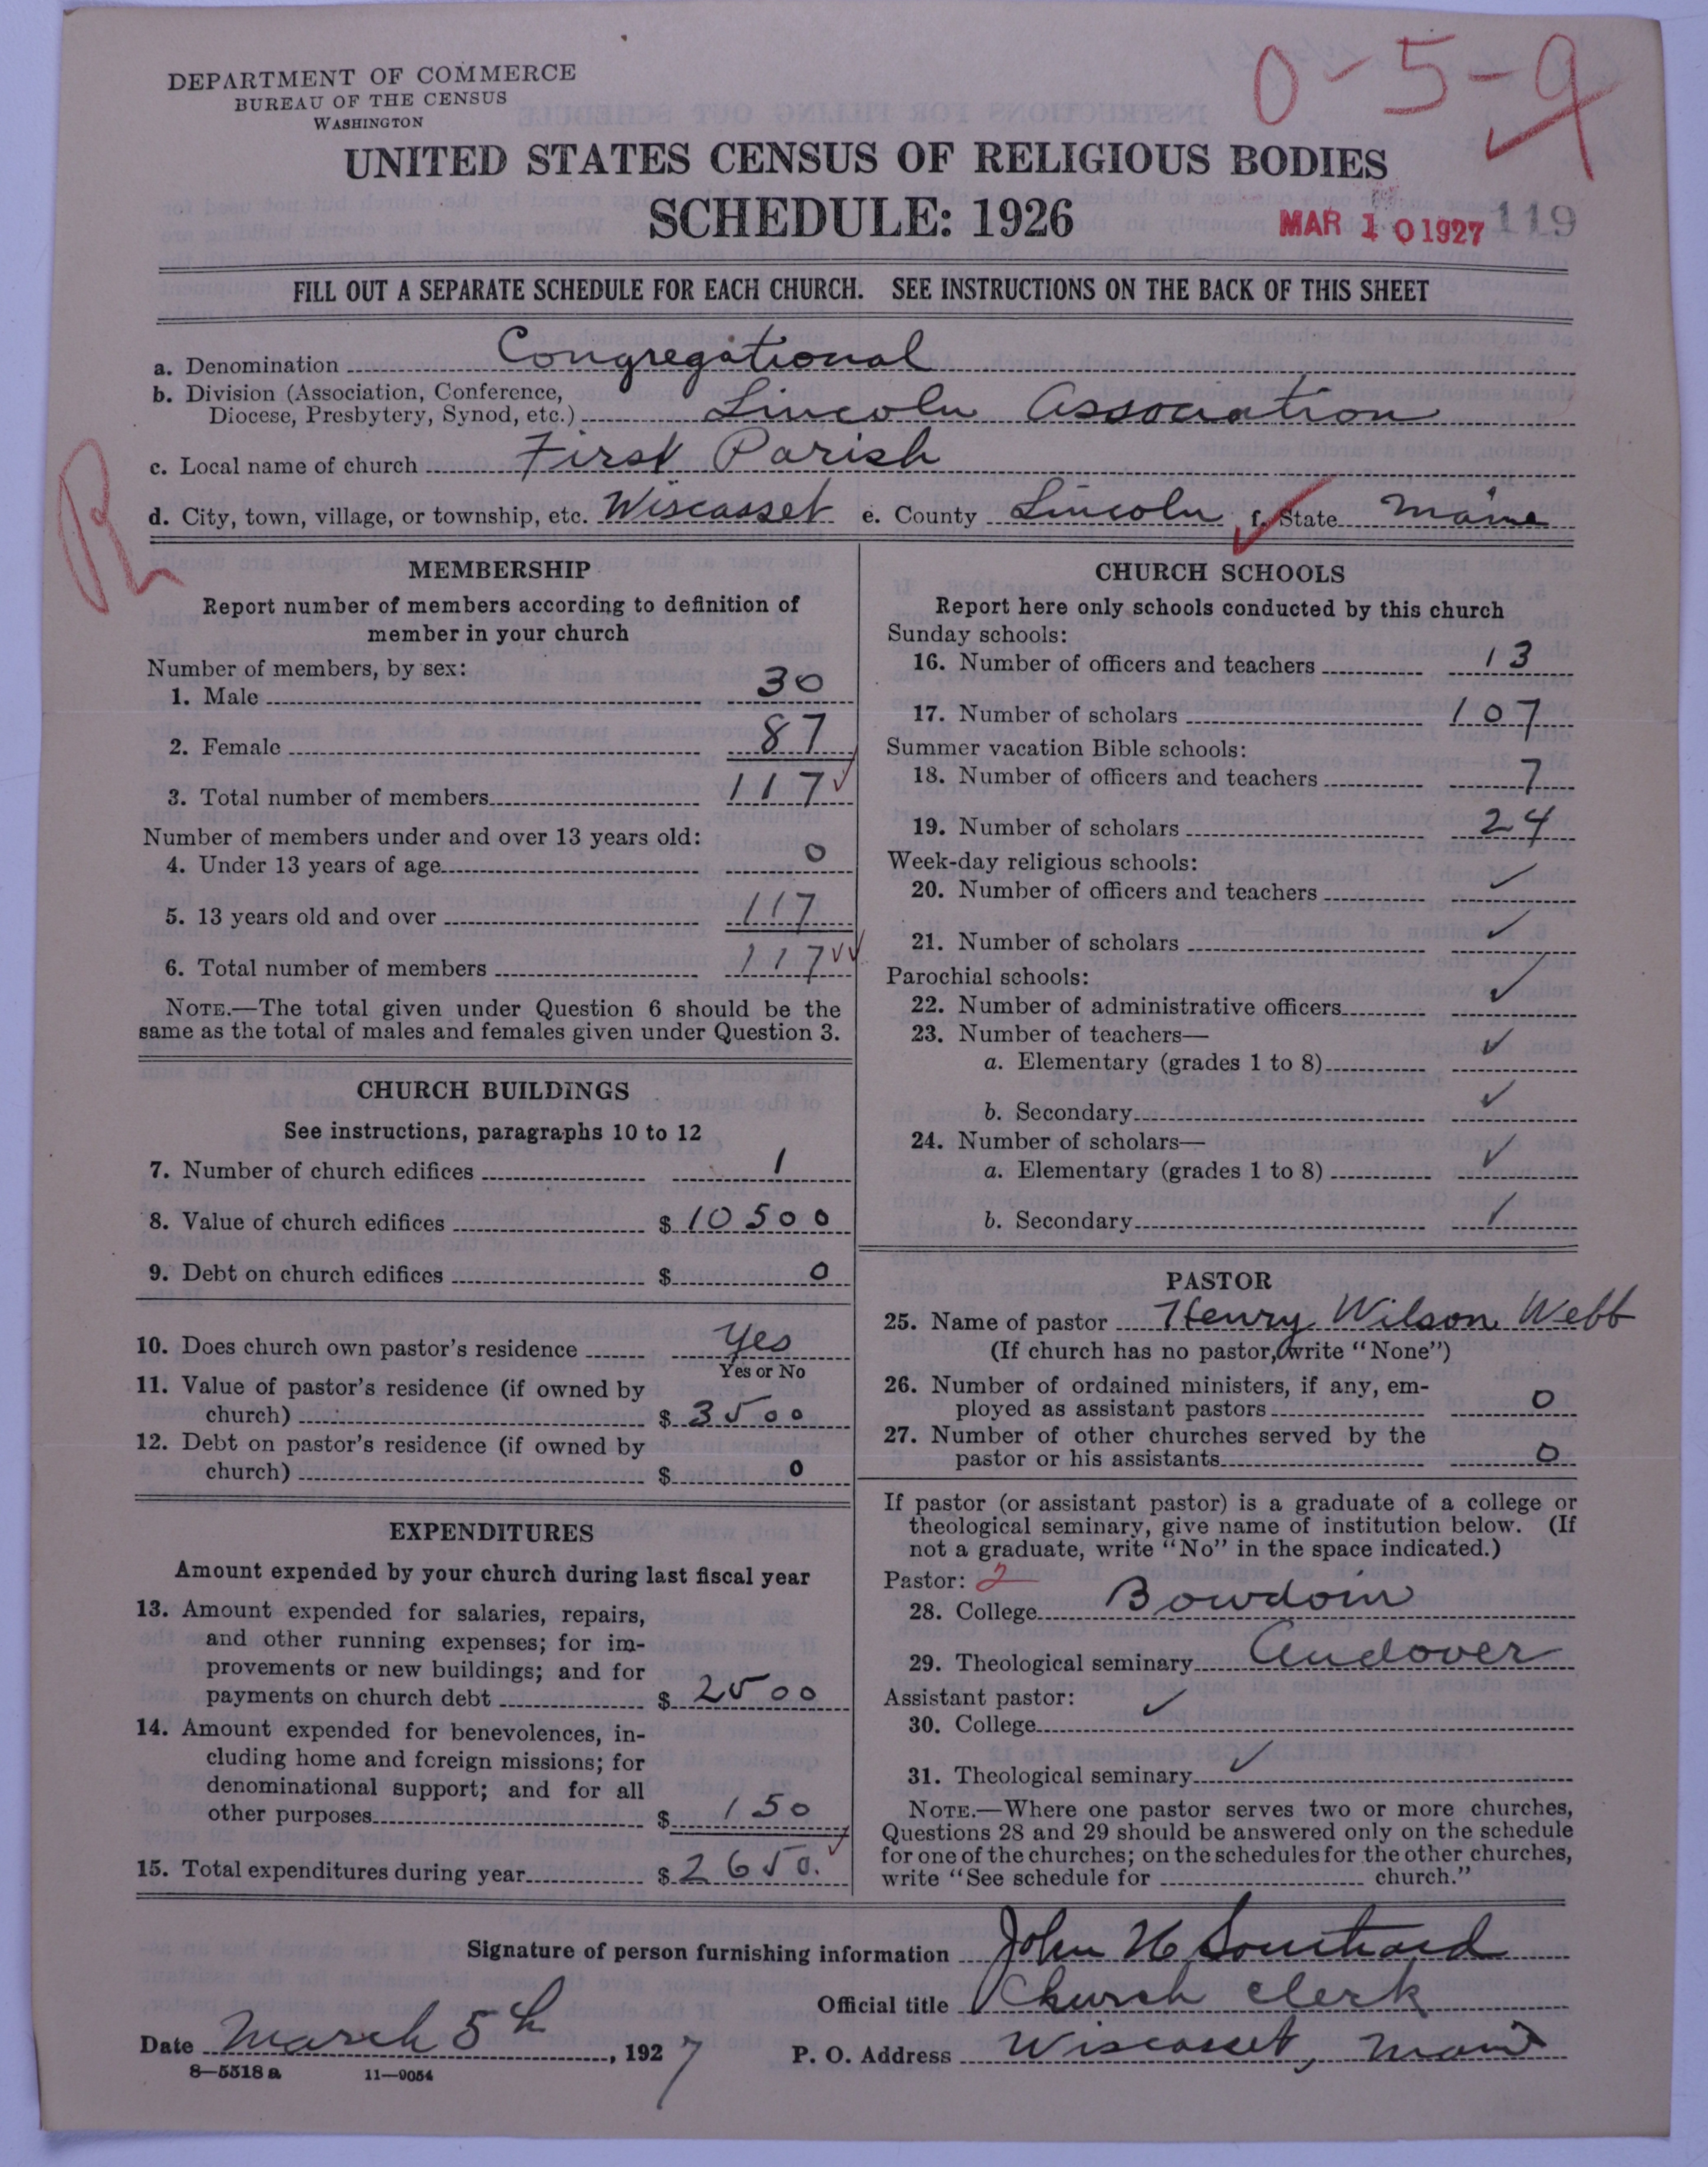 0-5-9
DEPARTMENT OF COMMERCE
BUREAU OF THE CENSUS
WASHINGTON
UNITED STATES CENSUS OF RELIGIOUS BODIES
SCHEDULE: 1926
MAR 10 1927 119
FILL OUT A SEPARATE SCHEDULE FOR EACH CHURCH. SEE INSTRUCTIONS ON THE BACK OF THIS SHEET
a. Denomination Congregational
b. Division (Association, Conference,
Diocese, Presbytery, Synod, etc.) Lincoln Association
c. Local name of church First Parish
d. City, town, village, or township, etc. Wiscasset e. County Lincoln f. State Maine
MEMBERSHIP
Report number of members according to definition of
member in your church
Number of members, by sex:
1. Male 30
2. Female 87
3. Total number of members 117
Number of members under and over 13 years old:
4. Under 13 years of age 0
5. 13 years old and over 117
6. Total number of members 117
NOTE.—The total given under Question 6 should be the
same as the total of males and females given under Question 3.
CHURCH BUILDINGS
See instructions, paragraphs 10 to 12
7. Number of church edifices 1
8. Value of church edifices $ 10500
9. Debt on church edifices $ 0
10. Does church own pastor's residence Yes
Yes or No
11. Value of pastor's residence (if owned by
church) $ 3500
12. Debt on pastor's residence (if owned by
church) $ 0
EXPENDITURES
Amount expended by your church during last fiscal year
13. Amount expended for salaries, repairs,
and other running expenses; for im-
provements or new buildings; and for
payments on church debt $ 2500
14. Amount expended for benevolences, in-
cluding home and foreign missions; for
denominational support; and for all
other purposes $ 150
15. Total expenditures during year $ 2650.
CHURCH SCHOOLS
Report here only schools conducted by this church
Sunday schools:
16. Number of officers and teachers 13
17. Number of scholars 107
Summer vacation Bible schools:
18. Number of officers and teachers 7
19. Number of scholars 24
Week-day religious schools:
20. Number of officers and teachers ✓
21. Number of scholars ✓
Parochial schools:
22. Number of administrative officers ✓
23. Number of teachers—
a. Elementary (grades 1 to 8) ✓
b. Secondary ✓
24. Number of scholars—
a. Elementary (grades 1 to 8) ✓
b. Secondary ✓
PASTOR
25. Name of pastor Henry Wilson Webb
(If church has no pastor, write "None")
26. Number of ordained ministers, if any, em-
ployed as assistant pastors 0
27. Number of other churches served by the
pastor or his assistants 0
If pastor (or assistant pastor) is a graduate of a college or
theological seminary, give name of institution below. (If
not a graduate, write "No" in the space indicated.)
Pastor: 2
28. College Bowdoin
29. Theological seminary Andover
Assistant pastor:
30. College ✓
31. Theological seminary ✓
NOTE.—Where one pastor serves two or more churches,
Questions 28 and 29 should be answered only on the schedule
for one of the churches; on the schedules for the other churches,
write "See schedule for church."
Signature of person furnishing information John H Southard
Official title Church Clerk
Date March 5th, 1927 P. O. Address Wiscasset, Maine
8—5518a 11—9054